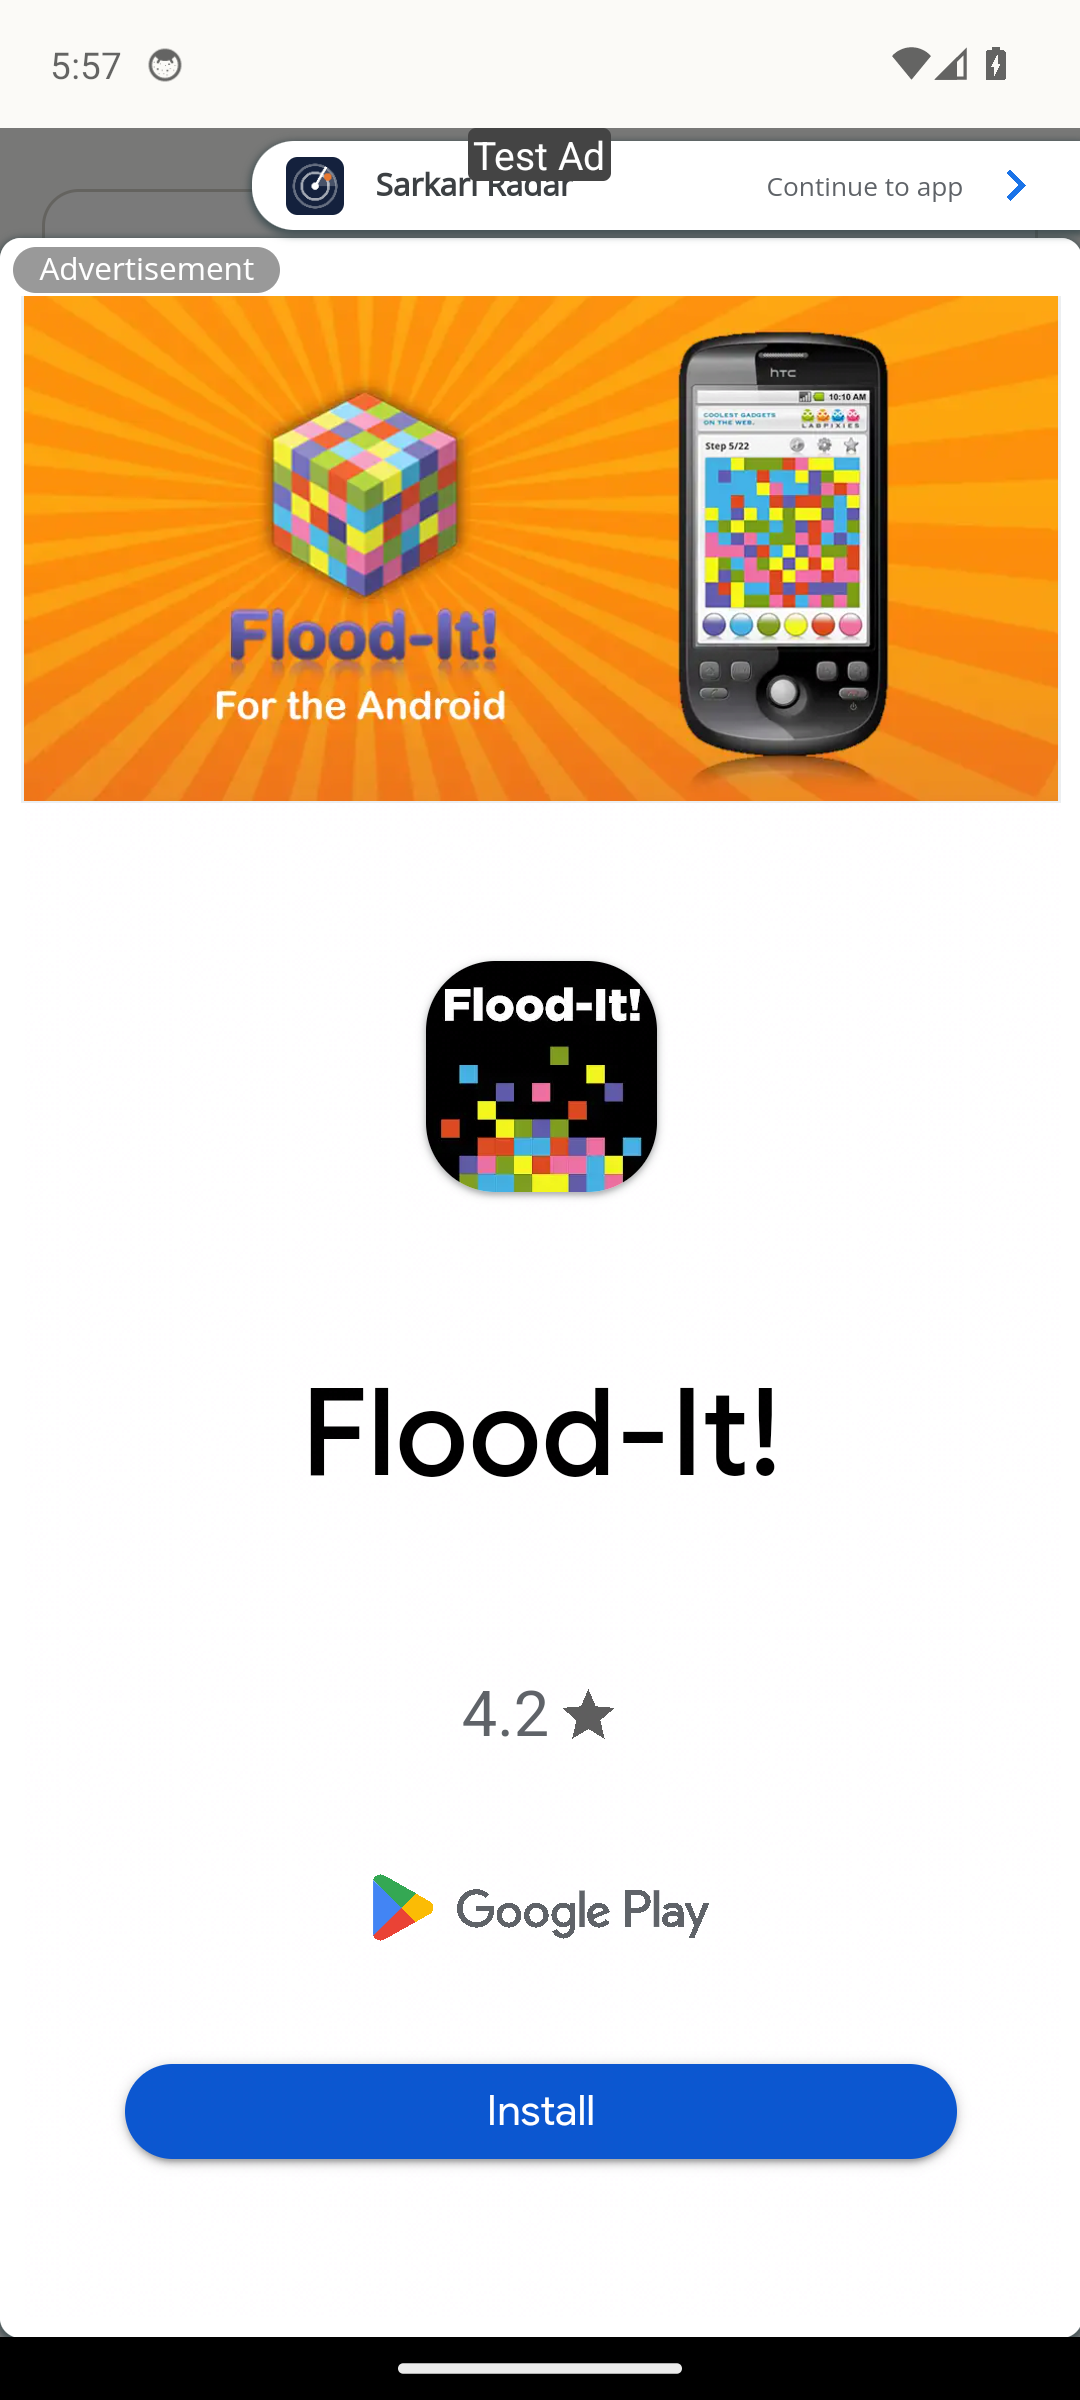 5:57
Test Ad
Sarkari Radar
Continue to app
Advertisement
hTC
10:10 AM
COOLEST GADGETS
ON THE WEB.
LABPIXIES
Step 5/22
Flood-It!
For the Android
Flood-It!
Flood-It!
4.2
Google Play
Install